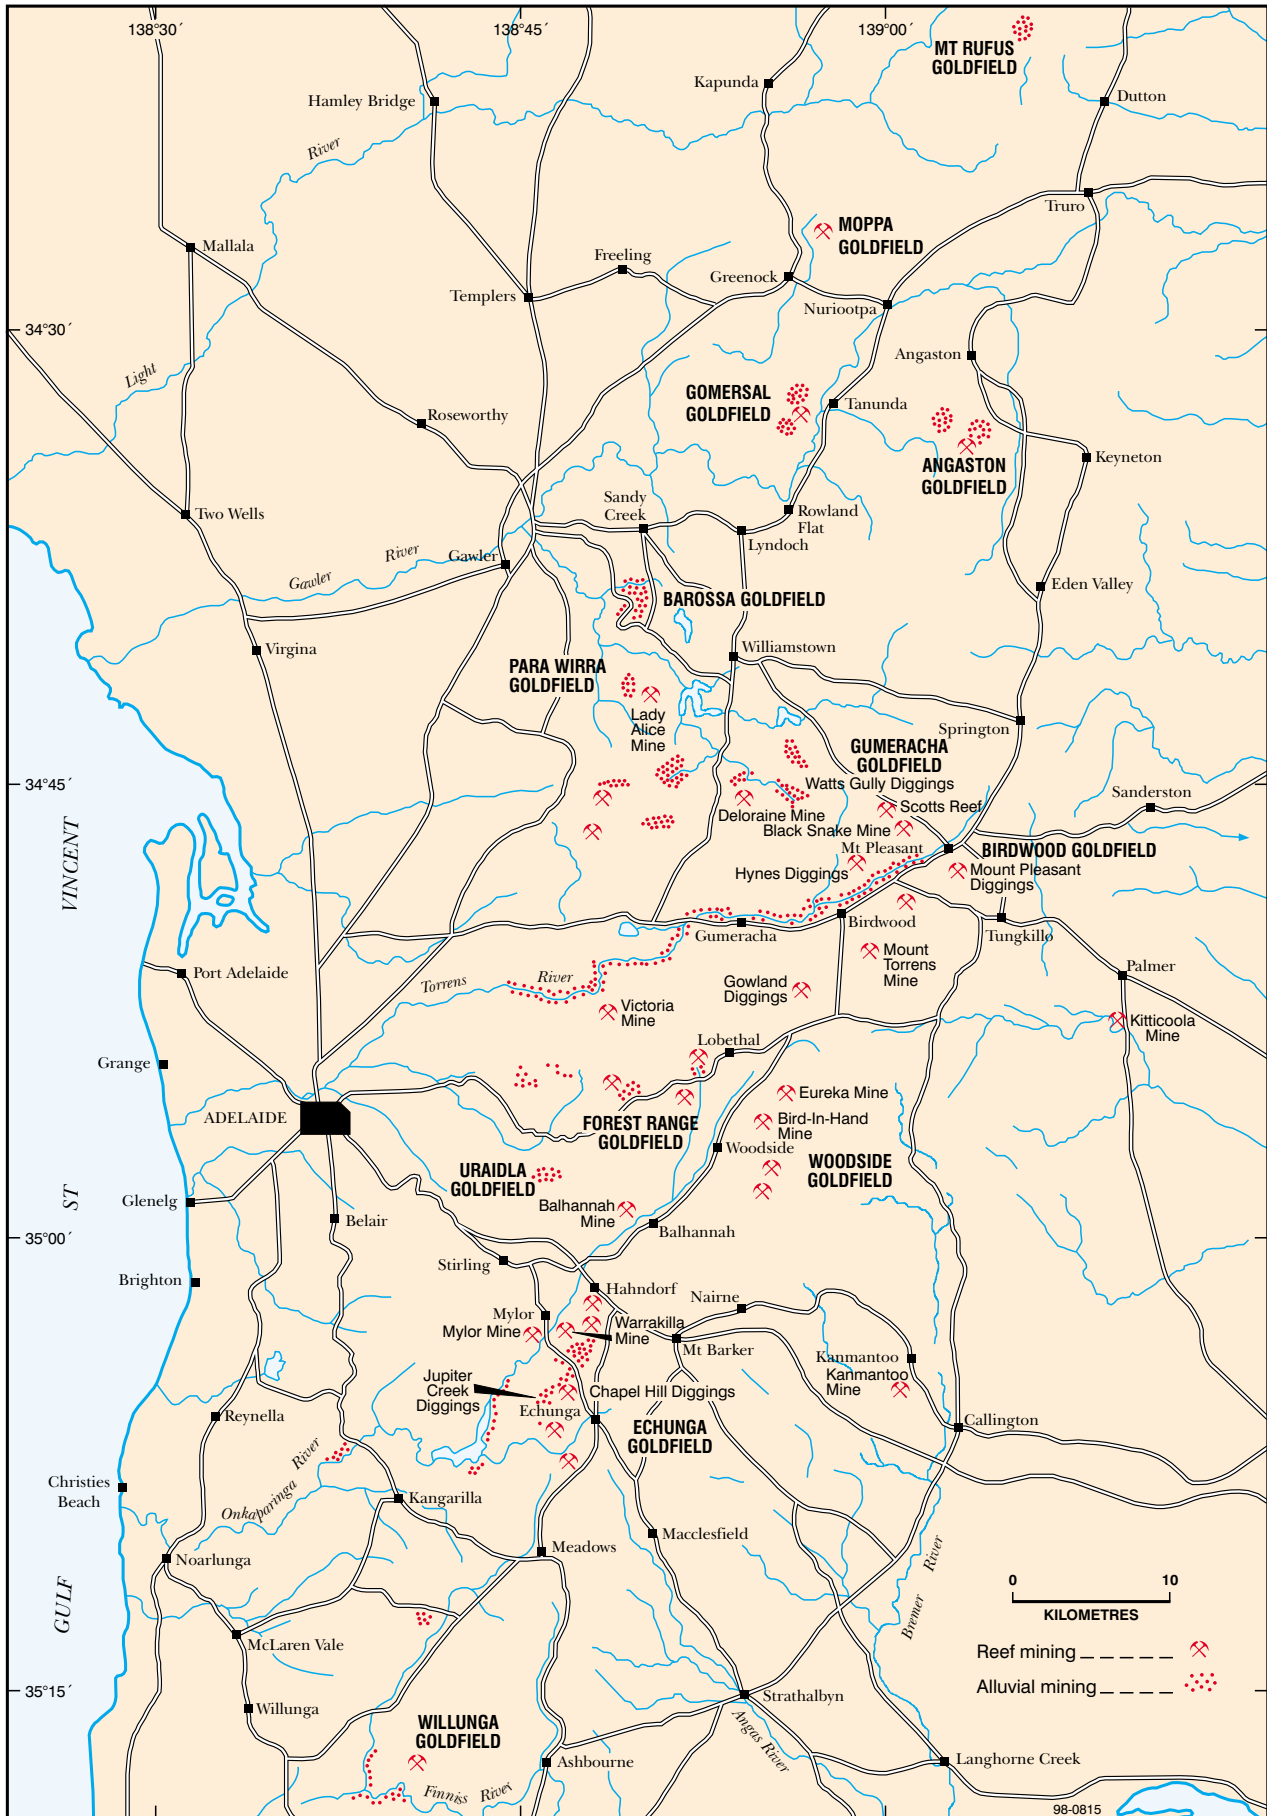 138°30´
138°45´
139°00´
MT RUFUS
GOLDFIELD
Kapunda
Hamley Bridge
Dutton
River
Truro
MOPPA
GOLDFIELD
Mallala
Freeling
Greenock
Templers
Nuriootpa
34°30´
Angaston
Light
GOMERSAL
GOLDFIELD
Tanunda
Roseworthy
Keyneton
ANGASTON
GOLDFIELD
Sandy
Creek
Rowland
Flat
Two Wells
Lyndoch
River
Gawler
Gawler
Eden Valley
BAROSSA GOLDFIELD
Virgina
Williamstown
PARA WIRRA
GOLDFIELD
Lady
Alice
Mine
Springton
GUMERACHA
GOLDFIELD
34°45´
Watts Gully Diggings
Sanderston
Scotts Reef
Deloraine Mine
Black Snake Mine
Mt Pleasant
BIRDWOOD GOLDFIELD
Hynes Diggings
Mount Pleasant
Diggings
Birdwood
Gumeracha
Tungkillo
Mount
Torrens
Mine
Palmer
Port Adelaide
Torrens
River
Gowland
Diggings
Victoria
Mine
Kitticoola
Mine
Lobethal
Grange
Eureka Mine
ADELAIDE
FOREST RANGE
GOLDFIELD
Bird-In-Hand
Mine
Woodside
WOODSIDE
GOLDFIELD
URAIDLA
GOLDFIELD
Glenelg
Balhannah
Mine
Belair
Balhannah
35°00´
Stirling
Brighton
Hahndorf
Nairne
Mylor
Warrakilla
Mine
Mylor Mine
Mt Barker
Kanmantoo
Kanmantoo
Mine
Jupiter
Creek
Diggings
Chapel Hill Diggings
Echunga
Reynella
Callington
ECHUNGA
GOLDFIELD
Christies
Beach
Onkaparinga River
Kangarilla
Macclesfield
Meadows
Noarlunga
Bremer River
0 10
KILOMETRES
McLaren Vale
Reef mining
Alluvial mining
35°15´
Strathalbyn
Willunga
Angas River
WILLUNGA
GOLDFIELD
Ashbourne
Langhorne Creek
Finniss River
GULF ST VINCENT
98-0815